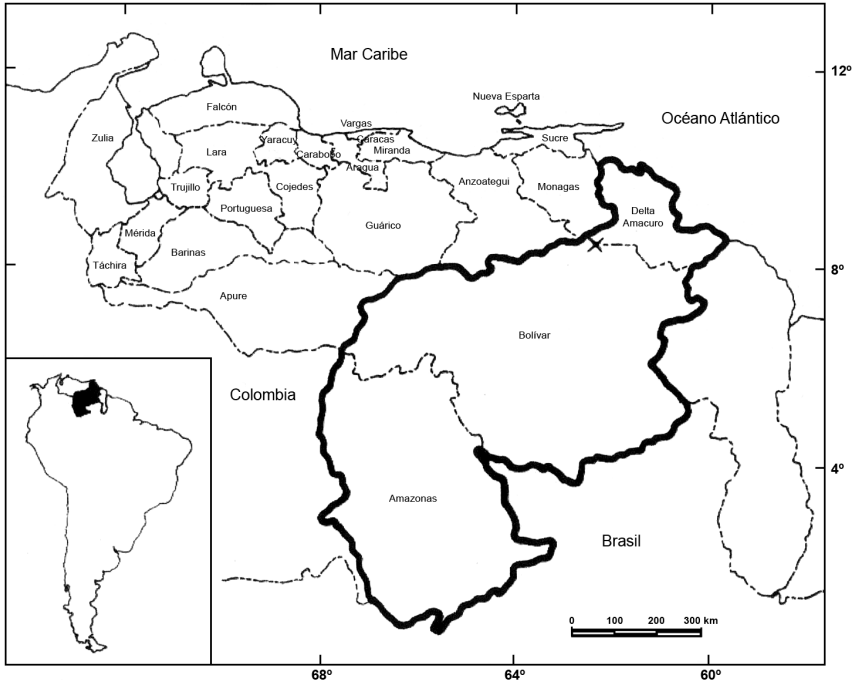 Mar Caribe
12º
Nueva Esparta
Océano Atlántico
Falcón
Vargas
Zulia
Lara
Yaracu
Carabobo
Caracas
Miranda
Sucre
Aragua
Trujillo
Cojedes
Anzoategui
Monagas
Portuguesa
Guárico
Delta
Amacuro
Mérida
Barinas
Táchira
8º
Apure
Bolívar
Colombia
4º
Amazonas
Brasil
0 100 200 300 km
68º 64º 60º